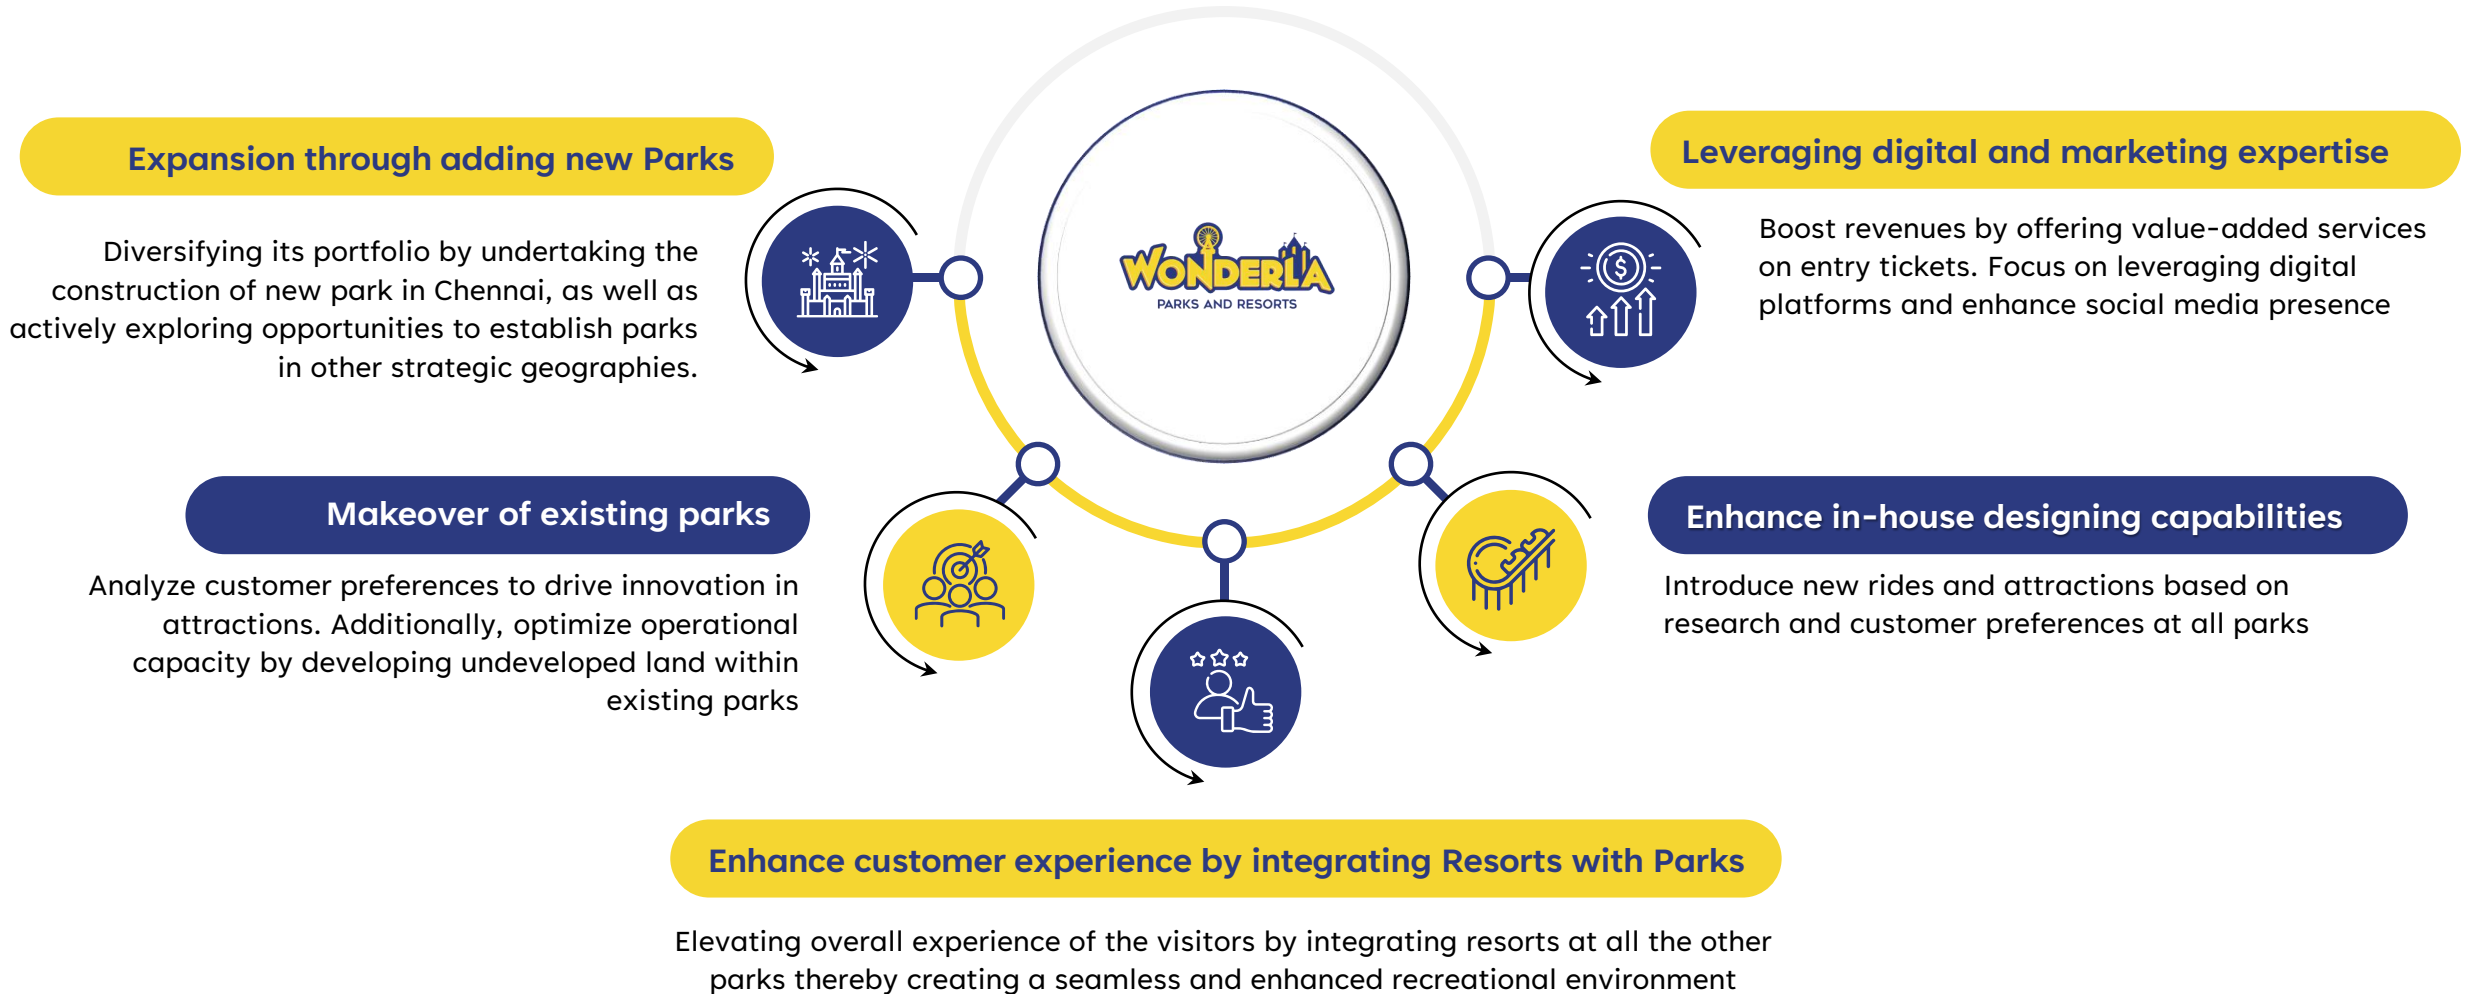 Expansion through adding new Parks
Diversifying its portfolio by undertaking the
construction of new park in Chennai, as well as
actively exploring opportunities to establish parks
in other strategic geographies.
Makeover of existing parks
Analyze customer preferences to drive innovation in
attractions. Additionally, optimize operational
capacity by developing undeveloped land within
existing parks
WONDERLA
PARKS AND RESORTS
Leveraging digital and marketing expertise
Boost revenues by offering value-added services
on entry tickets. Focus on leveraging digital
platforms and enhance social media presence
$
Enhance in-house designing capabilities
Introduce new rides and attractions based on
research and customer preferences at all parks
Enhance customer experience by integrating Resorts with Parks
Elevating overall experience of the visitors by integrating resorts at all the other
parks thereby creating a seamless and enhanced recreational environment